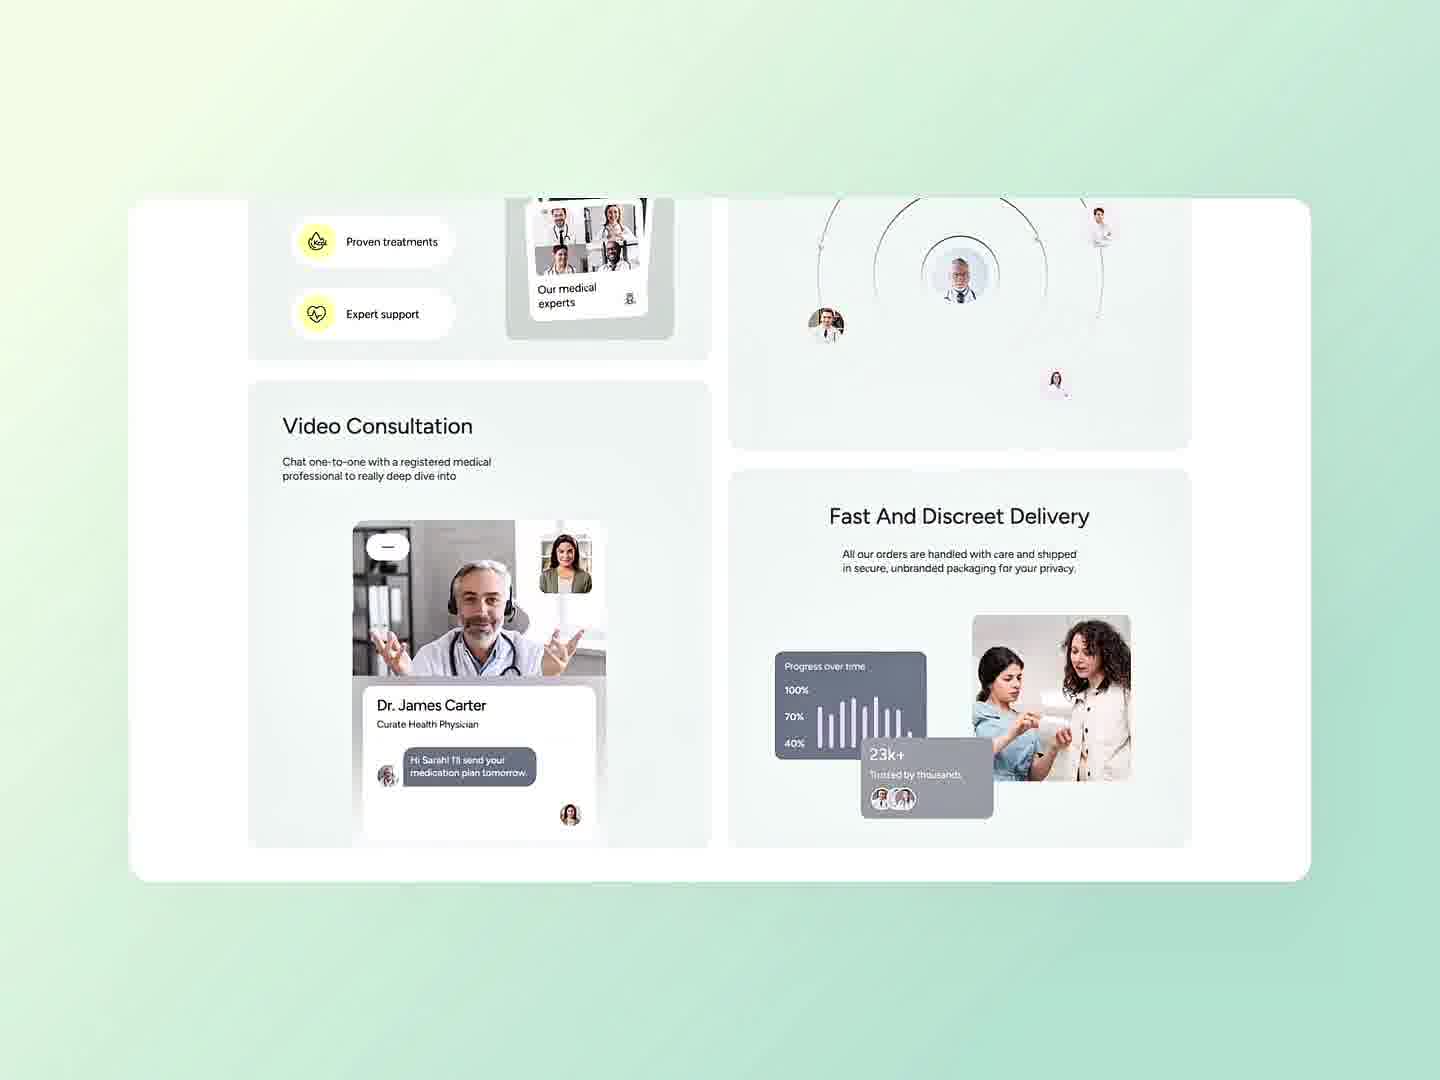 Proven treatments
Expert support
Our medical
experts
Video Consultation
Chat one-to-one with a registered medical
professional to really deep dive into
Dr. James Carter
Curate Health Physician
Hi Sarah! I'll send your
medication plan tomorrow.
Fast And Discreet Delivery
All our orders are handled with care and shipped
in secure, unbranded packaging for your privacy.
Progress over time
100%
70%
40%
23k+
Trusted by thousands